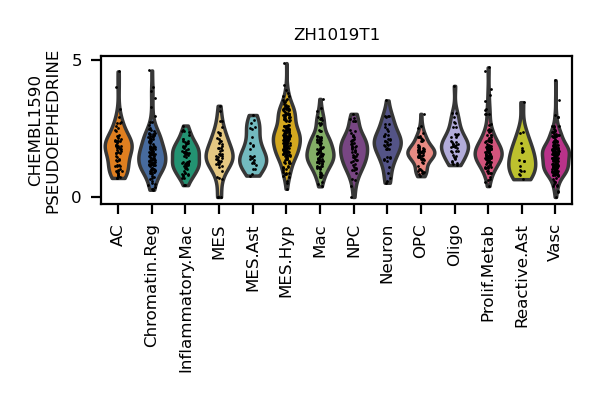 ZH1019T1
CHEMBL1590
PSEUDOEPHEDRINE
5
0
AC
Chromatin.Reg
Inflammatory.Mac
MES
MES.Ast
MES.Hyp
Mac
NPC
Neuron
OPC
Oligo
Prolif.Metab
Reactive.Ast
Vasc